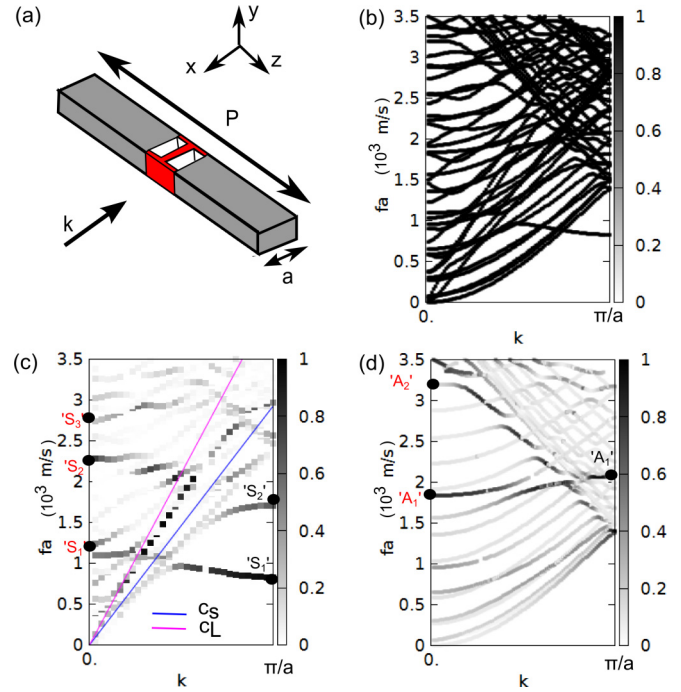 (a)
y
x
z
P
k
a
(b)
3.5
3
2.5
2
1.5
1
0.5
0
fa (10³ m/s)
0.
k
π/a
1
0.8
0.6
0.4
0.2
0
(c)
3.5
3
2.5
2
1.5
1
0.5
0
fa (10³ m/s)
'S₃'
'S₂
'S₁'
'S₂'
'S₁'
cS
cL
0.
k
π/a
1
0.8
0.6
0.4
0.2
0
(d)
3.5
3
2.5
2
1.5
1
0.5
0
fa (10³ m/s)
'A₂'
'A₁'
'A₁'
0.
k
π/a
1
0.8
0.6
0.4
0.2
0